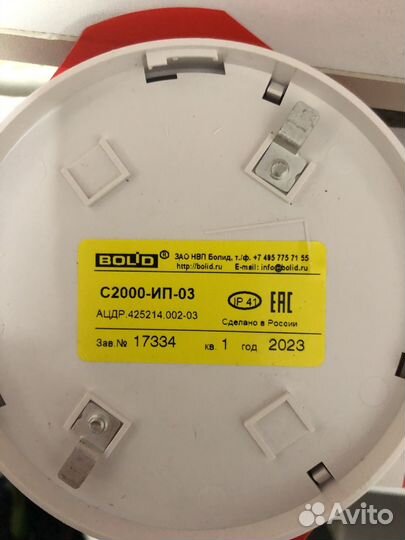 BOLID ® ЗАО НВП Болид, т./ф. +7 495 775 71 55
http://bolid.ru E-mail: info@bolid.ru
С2000-ИП-03
IP 41 EAC
АЦДР.425214.002-03
Сделано в России
Зав.№ 17334 кв. 1 год 2023
Avito